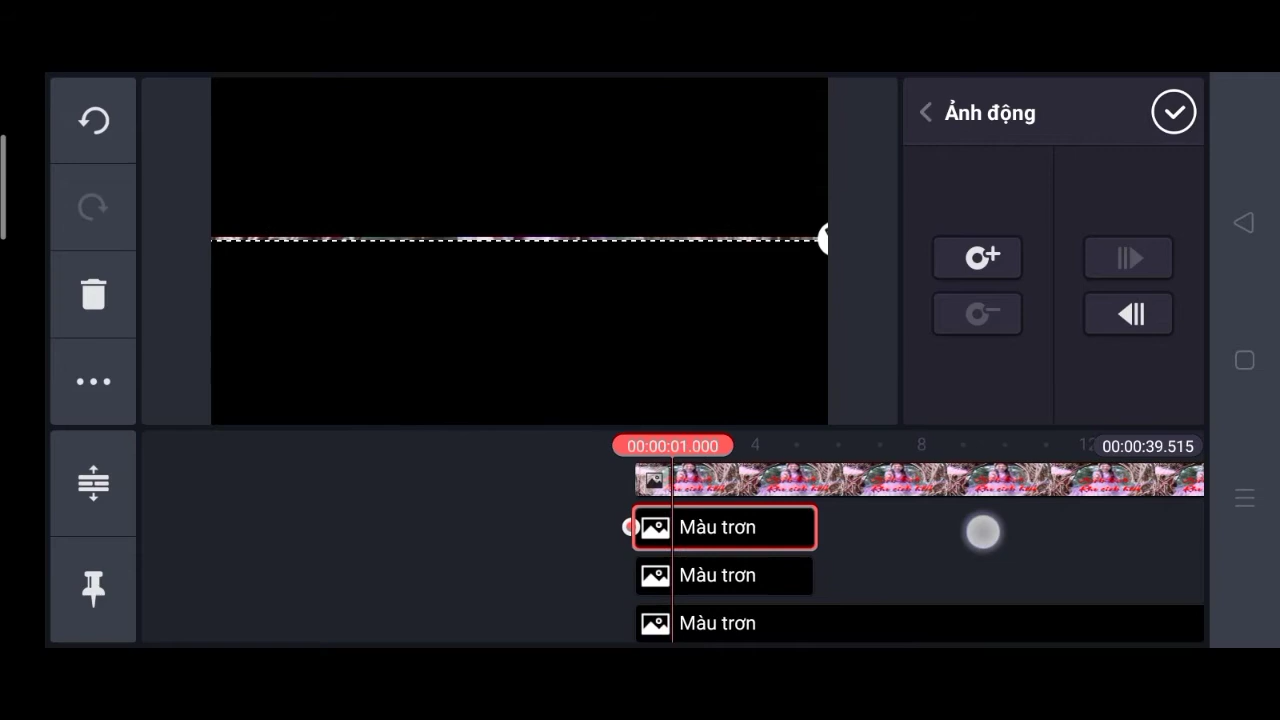 Ảnh động
00:00:01.000
4
8
12
00:00:39.515
Màu trơn
Màu trơn
Màu trơn